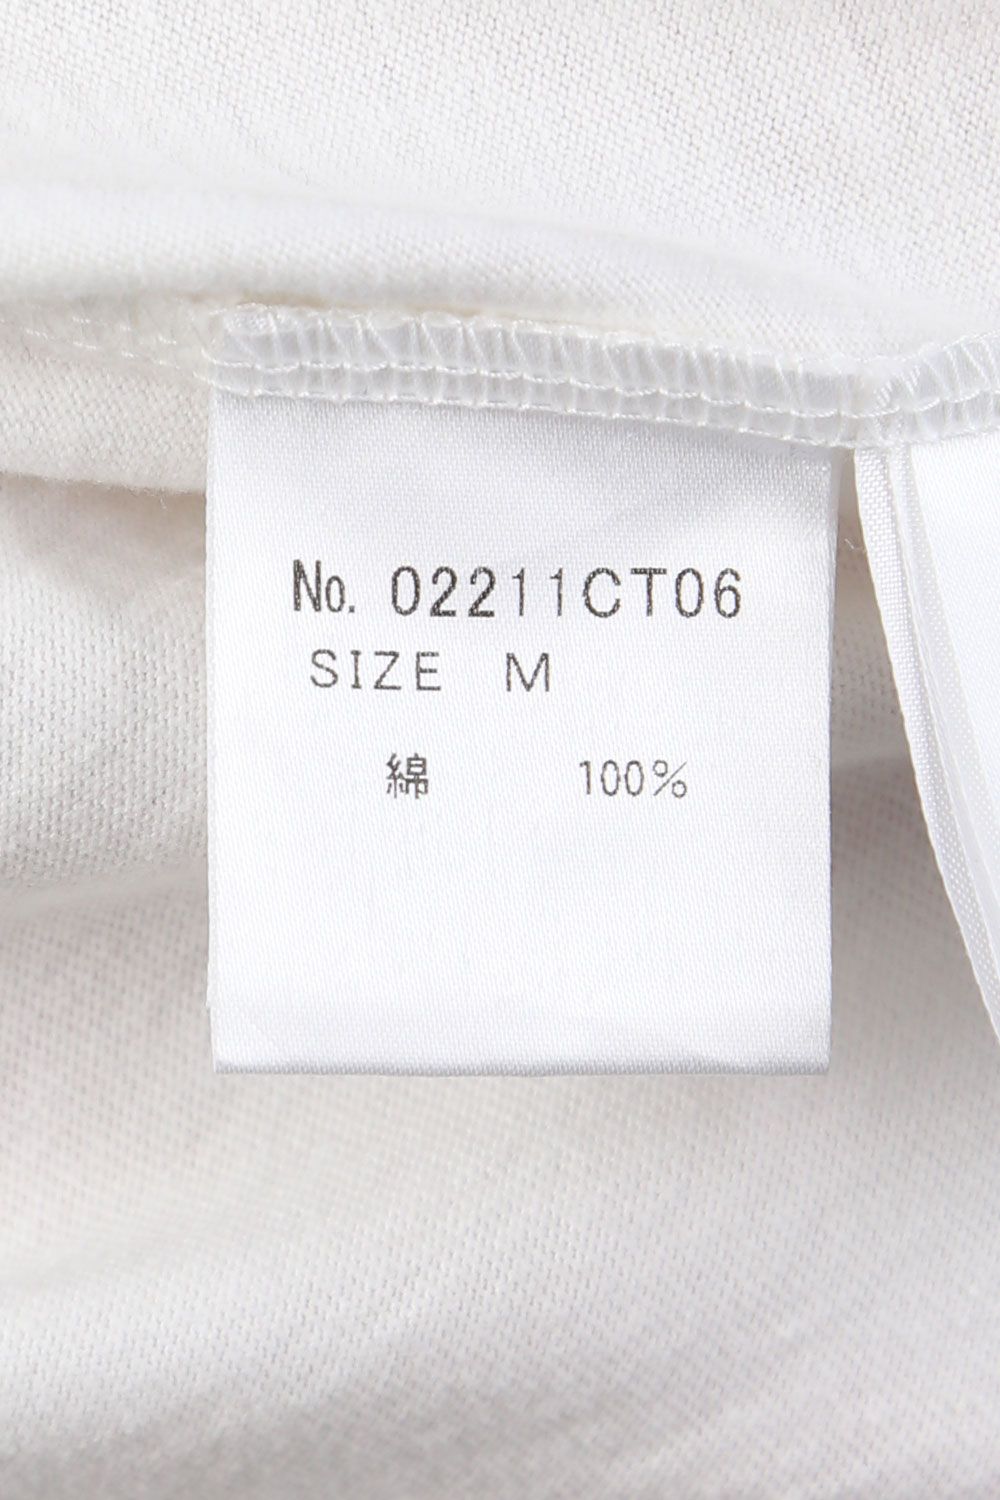 No. 02211CT06
SIZE M
綿 100%